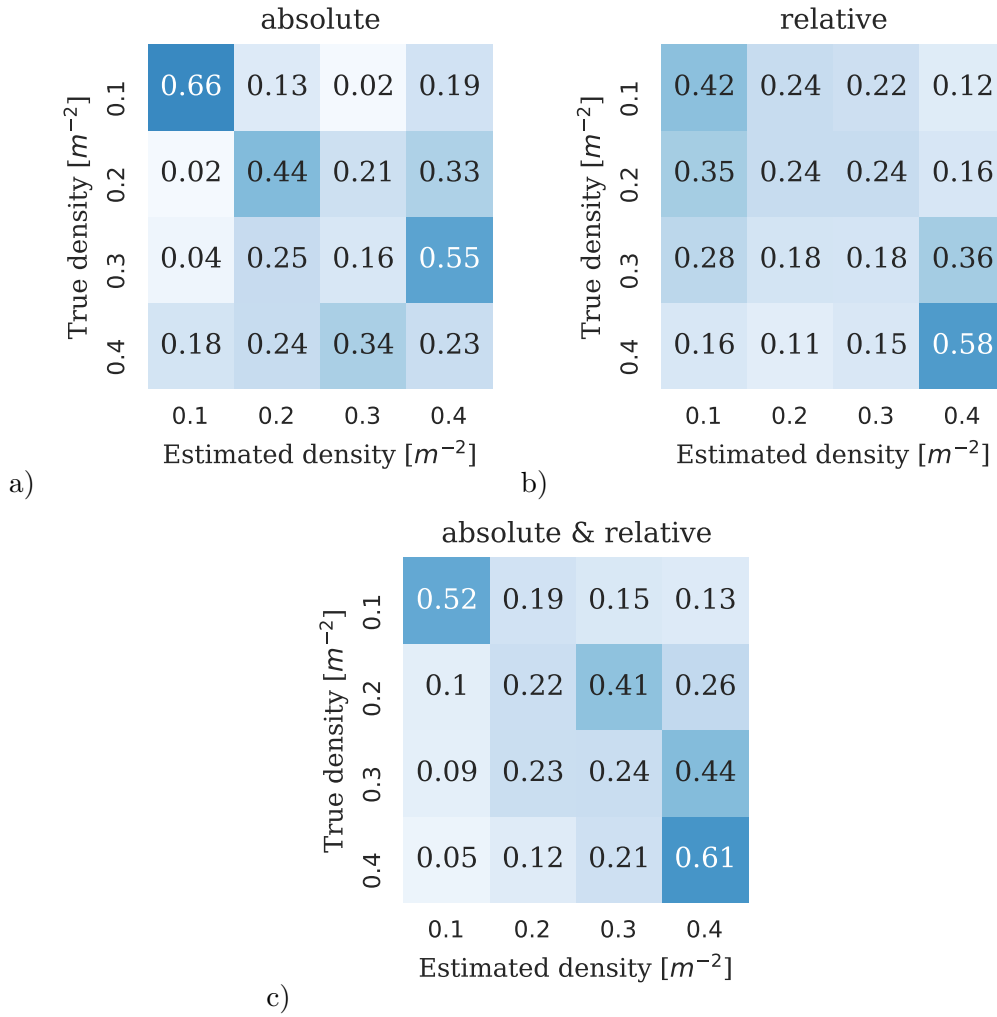 absolute
True density [m⁻²]
0.1 0.66 0.13 0.02 0.19
0.2 0.02 0.44 0.21 0.33
0.3 0.04 0.25 0.16 0.55
0.4 0.18 0.24 0.34 0.23
0.1 0.2 0.3 0.4
Estimated density [m⁻²]
a)
relative
True density [m⁻²]
0.1 0.42 0.24 0.22 0.12
0.2 0.35 0.24 0.24 0.16
0.3 0.28 0.18 0.18 0.36
0.4 0.16 0.11 0.15 0.58
0.1 0.2 0.3 0.4
Estimated density [m⁻²]
b)
absolute & relative
True density [m⁻²]
0.1 0.52 0.19 0.15 0.13
0.2 0.1 0.22 0.41 0.26
0.3 0.09 0.23 0.24 0.44
0.4 0.05 0.12 0.21 0.61
0.1 0.2 0.3 0.4
Estimated density [m⁻²]
c)